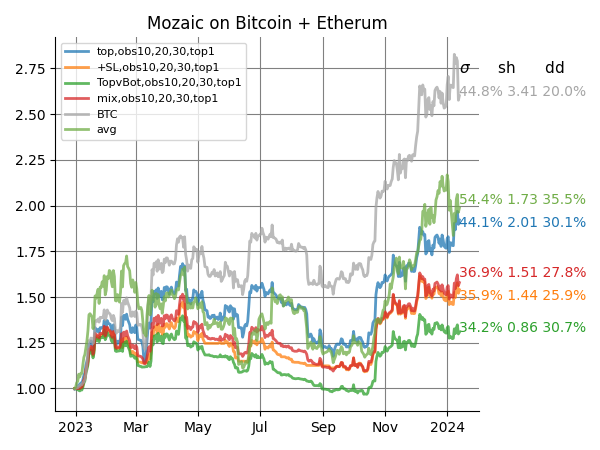 Mozaic on Bitcoin + Etherum
top,obs10,20,30,top1
+SL,obs10,20,30,top1
TopvBot,obs10,20,30,top1
mix,obs10,20,30,top1
BTC
avg
σ sh dd
44.8% 3.41 20.0%
54.4% 1.73 35.5%
44.1% 2.01 30.1%
36.9% 1.51 27.8%
35.9% 1.44 25.9%
34.2% 0.86 30.7%
2.75
2.50
2.25
2.00
1.75
1.50
1.25
1.00
2023 Mar May Jul Sep Nov 2024